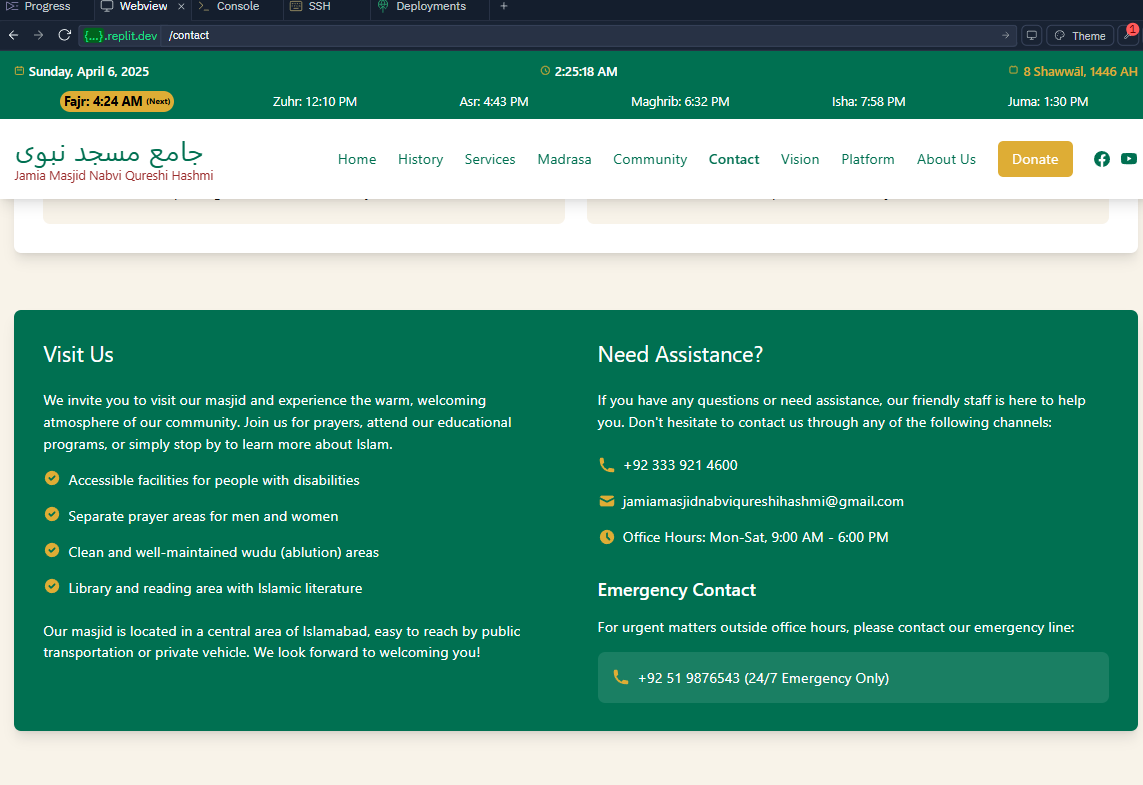 Progress
Webview
Console
SSH
Deployments
{...}.replit.dev /contact
Theme
1
Sunday, April 6, 2025
2:25:18 AM
8 Shawwāl, 1446 AH
Fajr: 4:24 AM (Next)
Zuhr: 12:10 PM
Asr: 4:43 PM
Maghrib: 6:32 PM
Isha: 7:58 PM
Juma: 1:30 PM
جامع مسجد نبوی
Jamia Masjid Nabvi Qureshi Hashmi
Home
History
Services
Madrasa
Community
Contact
Vision
Platform
About Us
Donate
Visit Us
We invite you to visit our masjid and experience the warm, welcoming
atmosphere of our community. Join us for prayers, attend our educational
programs, or simply stop by to learn more about Islam.
Accessible facilities for people with disabilities
Separate prayer areas for men and women
Clean and well-maintained wudu (ablution) areas
Library and reading area with Islamic literature
Our masjid is located in a central area of Islamabad, easy to reach by public
transportation or private vehicle. We look forward to welcoming you!
Need Assistance?
If you have any questions or need assistance, our friendly staff is here to help
you. Don't hesitate to contact us through any of the following channels:
+92 333 921 4600
jamiamasjidnabviqureshihashmi@gmail.com
Office Hours: Mon-Sat, 9:00 AM - 6:00 PM
Emergency Contact
For urgent matters outside office hours, please contact our emergency line:
+92 51 9876543 (24/7 Emergency Only)